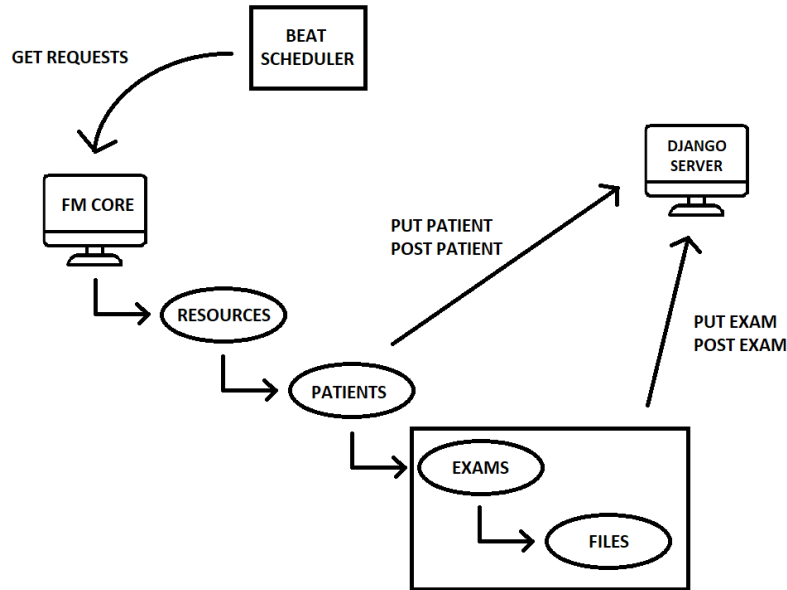 BEAT
SCHEDULER
GET REQUESTS
DJANGO
SERVER
FM CORE
PUT PATIENT
POST PATIENT
RESOURCES
PUT EXAM
POST EXAM
PATIENTS
EXAMS
FILES